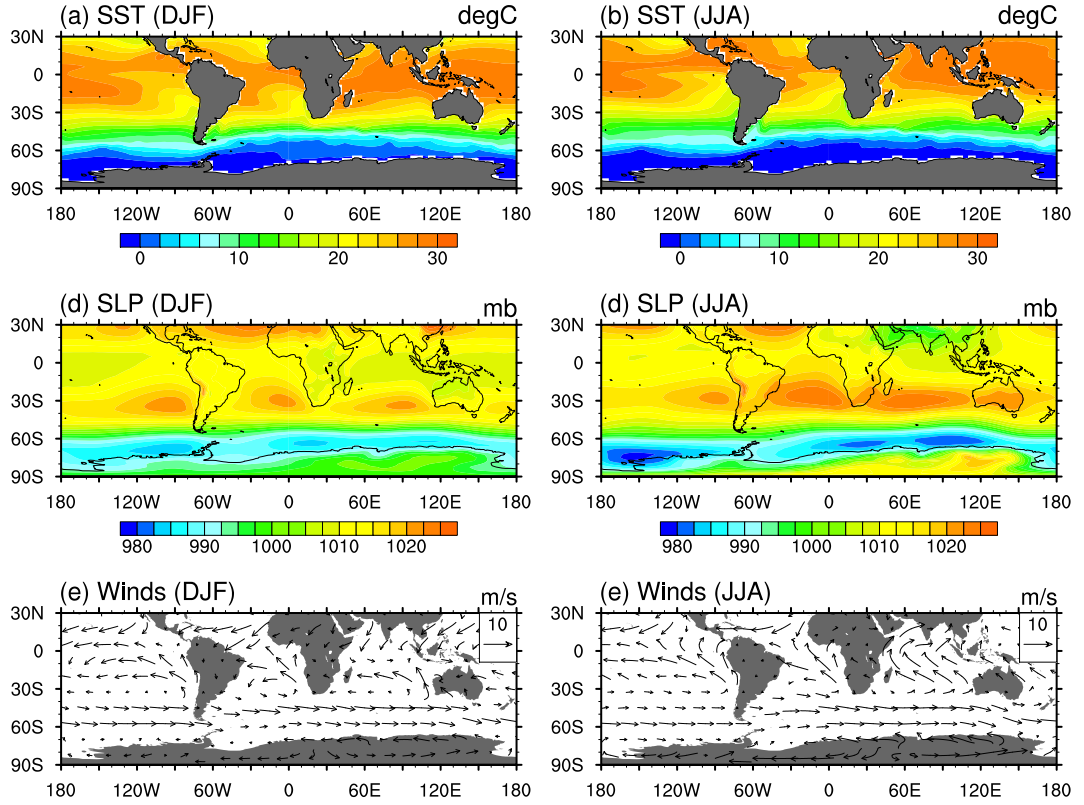 (a) SST (DJF) degC (b) SST (JJA) degC
30N 30N
0 0
30S 30S
60S 60S
90S 90S
180 120W 60W 0 60E 120E 180 180 120W 60W 0 60E 120E 180
0 10 20 30 0 10 20 30
(d) SLP (DJF) mb (d) SLP (JJA) mb
30N 30N
0 0
30S 30S
60S 60S
90S 90S
180 120W 60W 0 60E 120E 180 180 120W 60W 0 60E 120E 180
980 990 1000 1010 1020 980 990 1000 1010 1020
(e) Winds (DJF) m/s (e) Winds (JJA) m/s
30N 10 30N 10
0 0
30S 30S
60S 60S
90S 90S
180 120W 60W 0 60E 120E 180 180 120W 60W 0 60E 120E 180